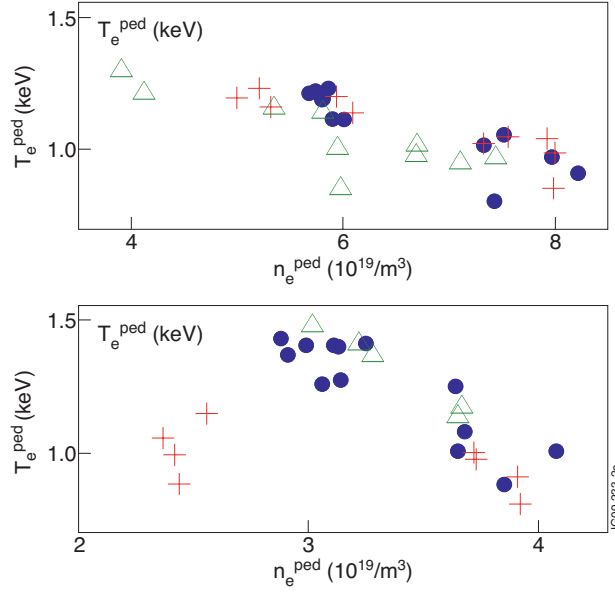 1.5
T_e^ped (keV)
T_e^ped (keV)
1.0
4 6 8
n_e^ped (10^19/m^3)
1.5
T_e^ped (keV)
T_e^ped (keV)
1.0
2 3 4
n_e^ped (10^19/m^3)